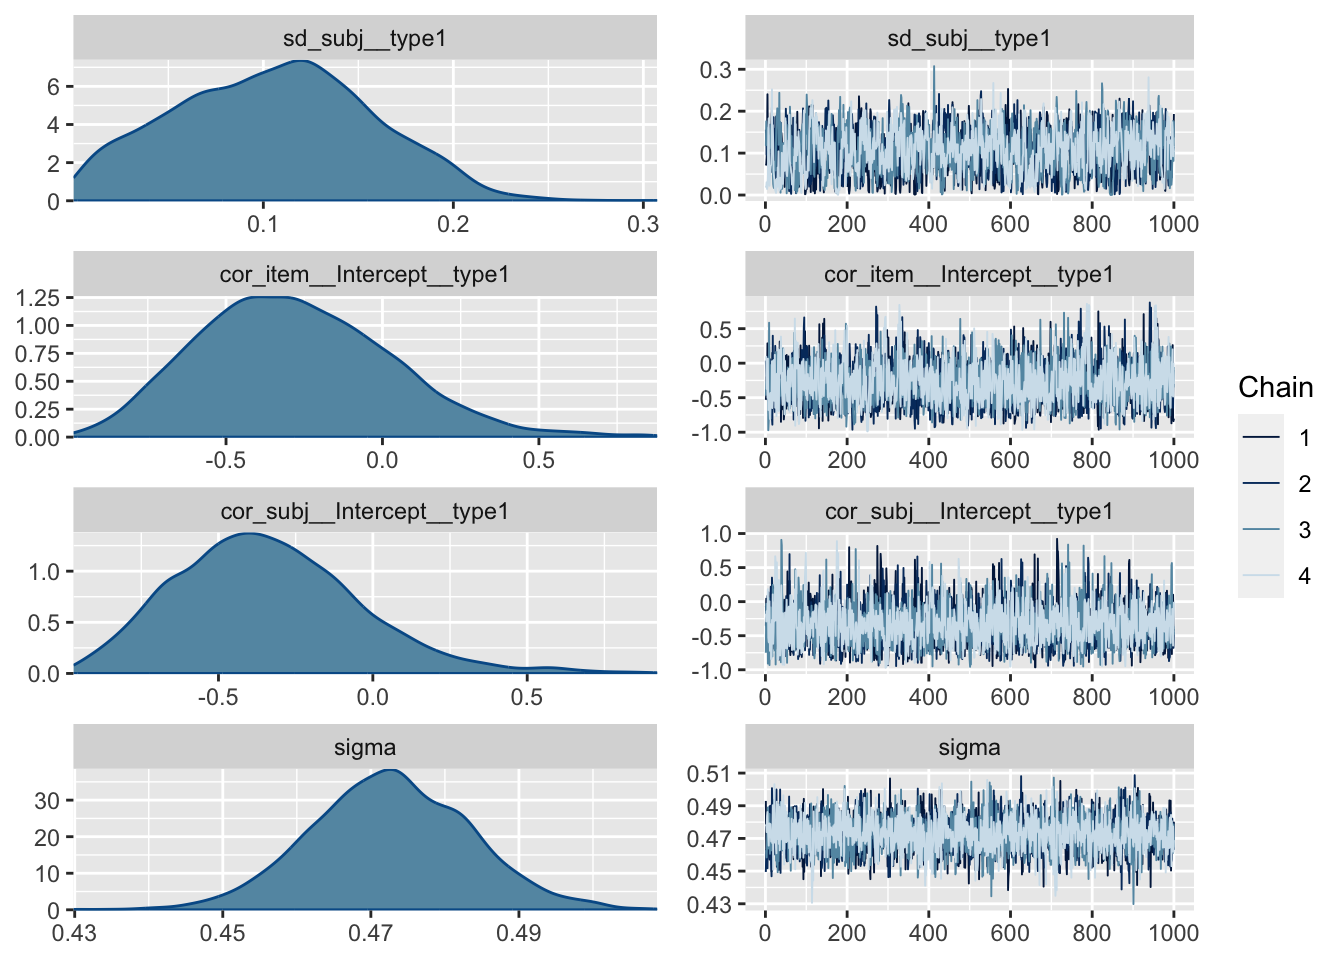 sd_subj__type1
sd_subj__type1
6
4
2
0
0.1 0.2 0.3
0.3
0.2
0.1
0.0
0 200 400 600 800 1000
cor_item__Intercept__type1
cor_item__Intercept__type1
1.25
1.00
0.75
0.50
0.25
0.00
-0.5 0.0 0.5
0.5
0.0
-0.5
-1.0
0 200 400 600 800 1000
cor_subj__Intercept__type1
cor_subj__Intercept__type1
1.0
0.5
0.0
-0.5 0.0 0.5
1.0
0.5
0.0
-0.5
-1.0
0 200 400 600 800 1000
sigma
sigma
30
20
10
0
0.43 0.45 0.47 0.49
0.51
0.49
0.47
0.45
0.43
0 200 400 600 800 1000
Chain
1
2
3
4